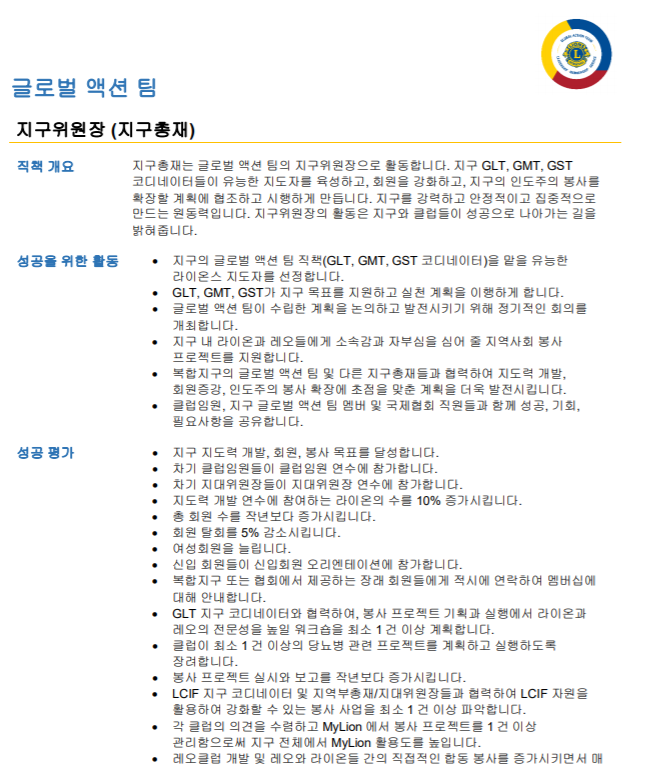 글로벌 액션 팀
지구위원장 (지구총재)
직책 개요
지구총재는 글로벌 액션 팀의 지구위원장으로 활동합니다. 지구 GLT, GMT, GST
코디네이터들이 유능한 지도자를 육성하고, 회원을 강화하고, 지구의 인도주의 봉사를
확장할 계획에 협조하고 시행하게 만듭니다. 지구를 강력하고 안정적이고 집중적으로
만드는 원동력입니다. 지구위원장의 활동은 지구와 클럽들이 성공으로 나아가는 길을
밝혀줍니다.
성공을 위한 활동
• 지구의 글로벌 액션 팀 직책(GLT, GMT, GST 코디네이터)을 맡을 유능한
라이온스 지도자를 선정합니다.
• GLT, GMT, GST가 지구 목표를 지원하고 실천 계획을 이행하게 합니다.
• 글로벌 액션 팀이 수립한 계획을 논의하고 발전시키기 위해 정기적인 회의를
개최합니다.
• 지구 내 라이온과 레오들에게 소속감과 자부심을 심어 줄 지역사회 봉사
프로젝트를 지원합니다.
• 복합지구의 글로벌 액션 팀 및 다른 지구총재들과 협력하여 지도력 개발,
회원증강, 인도주의 봉사 확장에 초점을 맞춘 계획을 더욱 발전시킵니다.
• 클럽임원, 지구 글로벌 액션 팀 멤버 및 국제협회 직원들과 함께 성공, 기회,
필요사항을 공유합니다.
성공 평가
• 지구 지도력 개발, 회원, 봉사 목표를 달성합니다.
• 차기 클럽임원들이 클럽임원 연수에 참가합니다.
• 차기 지대위원장들이 지대위원장 연수에 참가합니다.
• 지도력 개발 연수에 참여하는 라이온의 수를 10% 증가시킵니다.
• 총 회원 수를 작년보다 증가시킵니다.
• 회원 탈회를 5% 감소시킵니다.
• 여성회원을 늘립니다.
• 신입 회원들이 신입회원 오리엔테이션에 참가합니다.
• 복합지구 또는 협회에서 제공하는 장래 회원들에게 적시에 연락하여 멤버십에
대해 안내합니다.
• GLT 지구 코디네이터와 협력하여, 봉사 프로젝트 기획과 실행에서 라이온과
레오의 전문성을 높일 워크숍을 최소 1 건 이상 계획합니다.
• 클럽이 최소 1 건 이상의 당뇨병 관련 프로젝트를 계획하고 실행하도록
장려합니다.
• 봉사 프로젝트 실시와 보고를 작년보다 증가시킵니다.
• LCIF 지구 코디네이터 및 지역부총재/지대위원장들과 협력하여 LCIF 자원을
활용하여 강화할 수 있는 봉사 사업을 최소 1 건 이상 파악합니다.
• 각 클럽의 의견을 수렴하고 MyLion 에서 봉사 프로젝트를 1 건 이상
관리함으로써 지구 전체에서 MyLion 활용도를 높입니다.
• 레오클럽 개발 및 레오와 라이온들 간의 직접적인 합동 봉사를 증가시키면서 매